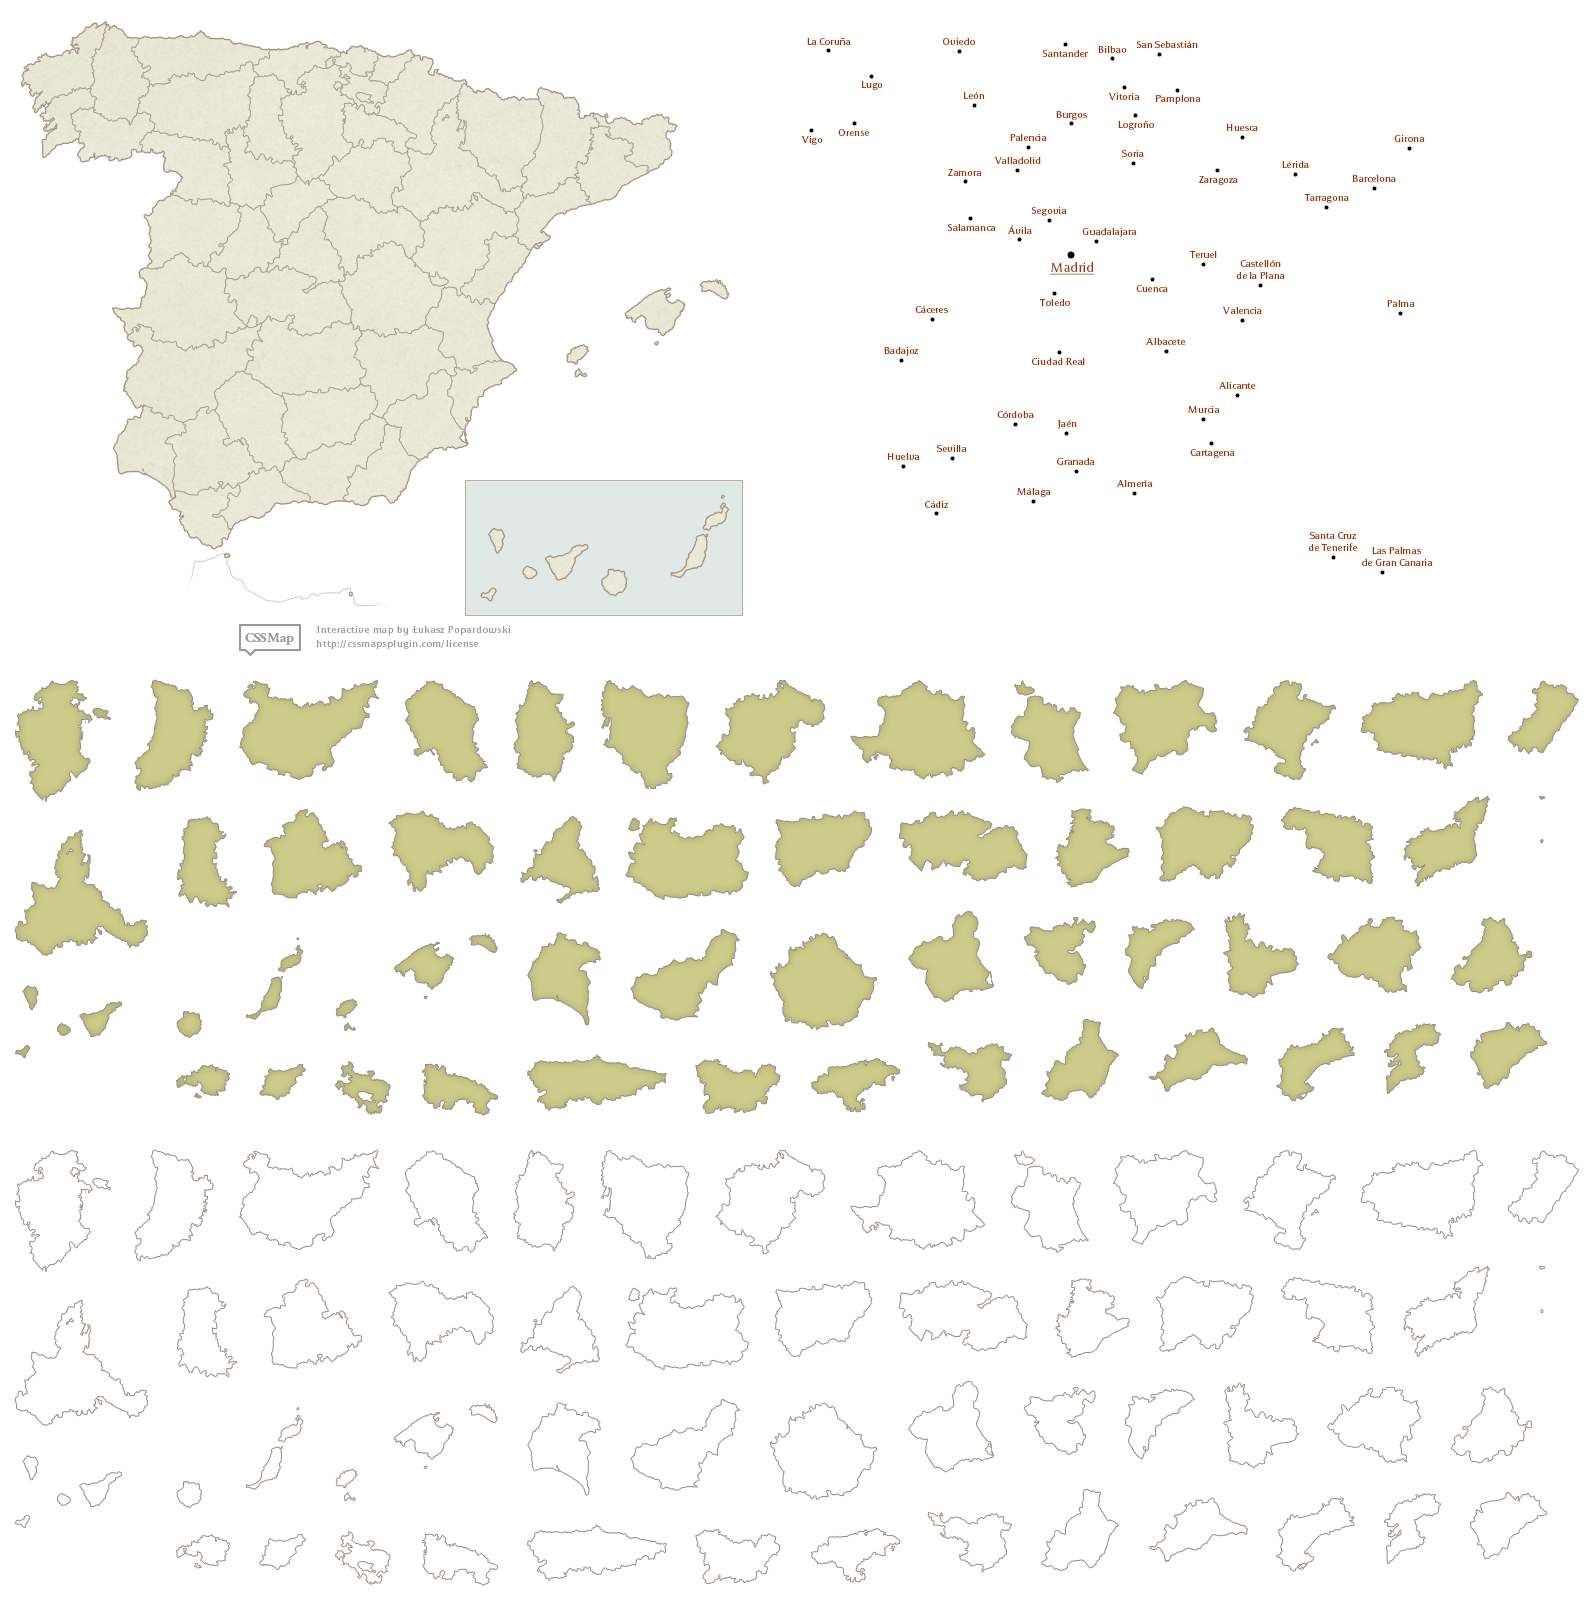 La Coruña
Oviedo
Santander
Bilbao
San Sebastián
Lugo
León
Vitoria
Pamplona
Burgos
Logroño
Vigo
Orense
Palencia
Huesca
Girona
Valladolid
Soria
Zamora
Zaragoza
Lérida
Barcelona
Tarragona
Segovia
Salamanca
Ávila
Guadalajara
Madrid
Teruel
Castellón
de la Plana
Cuenca
Toledo
Cáceres
Valencia
Palma
Badajoz
Ciudad Real
Albacete
Alicante
Córdoba
Jaén
Murcia
Huelva
Sevilla
Granada
Cartagena
Cádiz
Málaga
Almería
Santa Cruz
de Tenerife
Las Palmas
de Gran Canaria
CSSMap
Interactive map by Łukasz Popardowski
http://cssmapsplugin.com/license